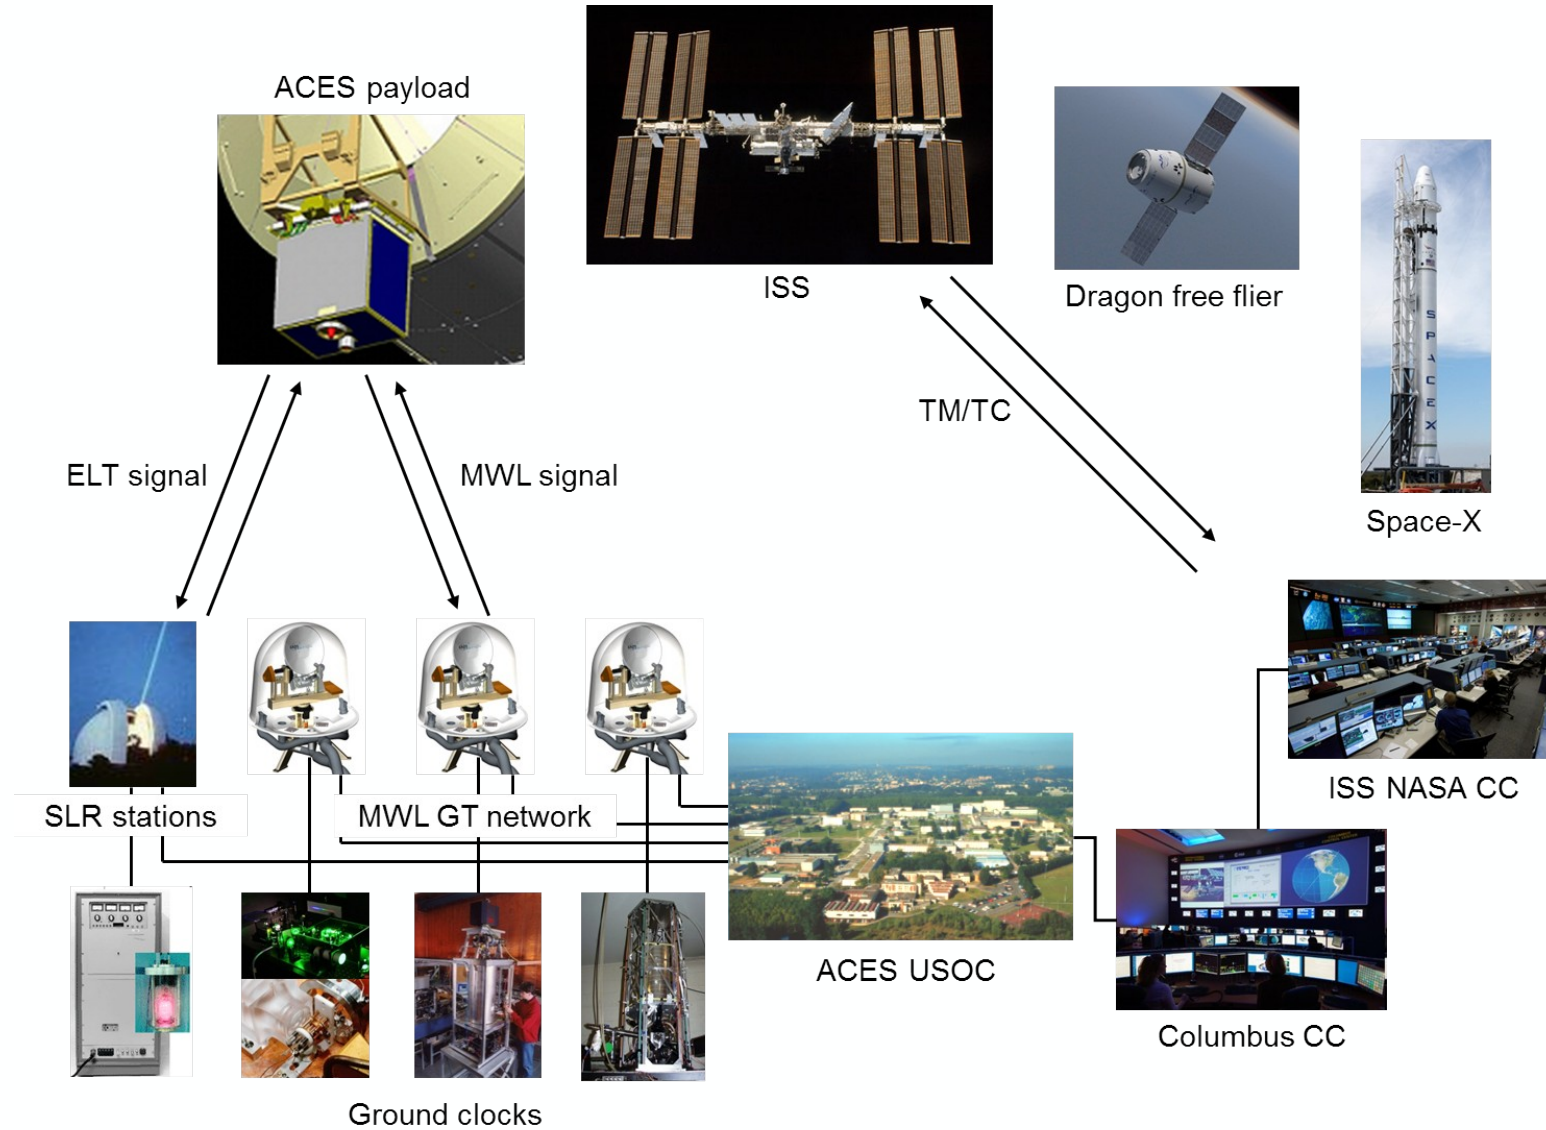 ACES payload
ISS
Dragon free flier
SPACEX
Space-X
TM/TC
ELT signal
MWL signal
ISS NASA CC
SLR stations
MWL GT network
ACES USOC
Columbus CC
Ground clocks